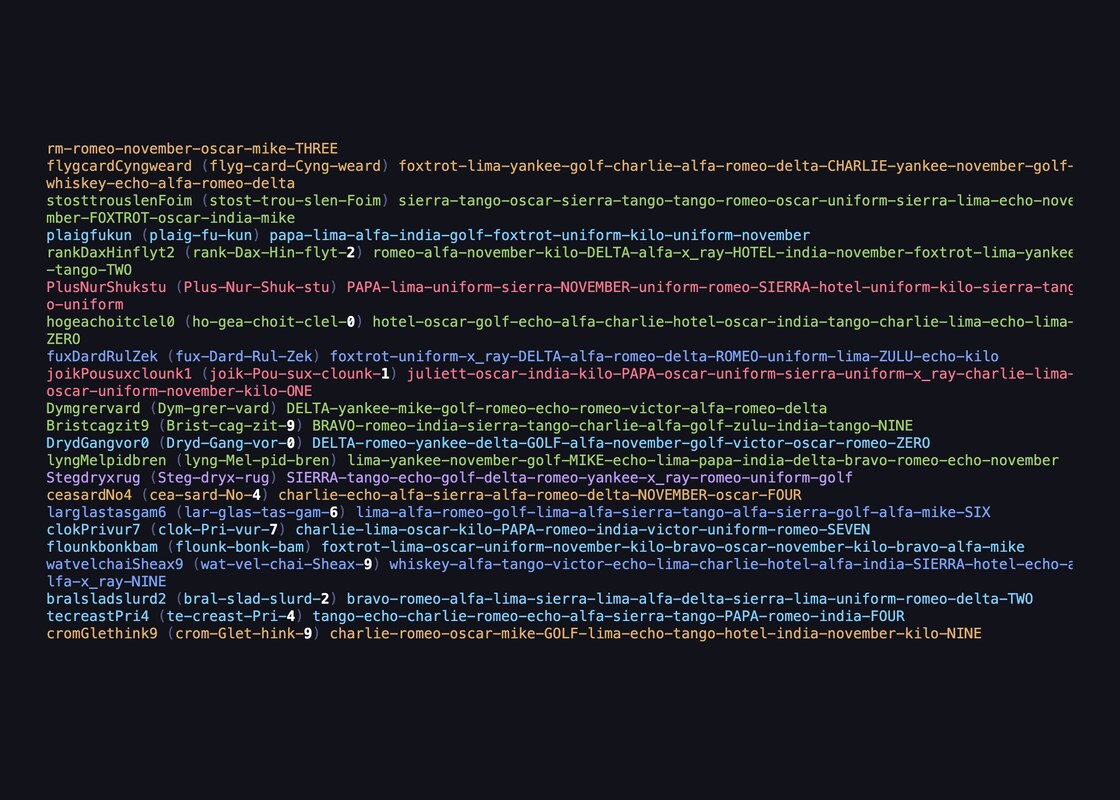 rm-romeo-november-oscar-mike-THREE
flygcardCyngweard (flyg-card-Cyng-weard) foxtrot-lima-yankee-golf-charlie-alfa-romeo-delta-CHARLIE-yankee-november-golf-
whiskey-echo-alfa-romeo-delta
stosttrouslenFoim (stost-trou-slen-Foim) sierra-tango-oscar-sierra-tango-tango-romeo-oscar-uniform-sierra-lima-echo-nove
mber-FOXTROT-oscar-india-mike
plaigfukun (plaig-fu-kun) papa-lima-alfa-india-golf-foxtrot-uniform-kilo-uniform-november
rankDaxHinflyt2 (rank-Dax-Hin-flyt-2) romeo-alfa-november-kilo-DELTA-alfa-x_ray-HOTEL-india-november-foxtrot-lima-yankee
-tango-TWO
PlusNurShukstu (Plus-Nur-Shuk-stu) PAPA-lima-uniform-sierra-NOVEMBER-uniform-romeo-SIERRA-hotel-uniform-kilo-sierra-tang
o-uniform
hogeachoitclel0 (ho-gea-choit-clel-0) hotel-oscar-golf-echo-alfa-charlie-hotel-oscar-india-tango-charlie-lima-echo-lima-
ZERO
fuxDardRulZek (fux-Dard-Rul-Zek) foxtrot-uniform-x_ray-DELTA-alfa-romeo-delta-ROMEO-uniform-lima-ZULU-echo-kilo
joikPousuxclounk1 (joik-Pou-sux-clounk-1) juliett-oscar-india-kilo-PAPA-oscar-uniform-sierra-uniform-x_ray-charlie-lima-
oscar-uniform-november-kilo-ONE
Dymgrervard (Dym-grer-vard) DELTA-yankee-mike-golf-romeo-echo-romeo-victor-alfa-romeo-delta
Bristcagzit9 (Brist-cag-zit-9) BRAVO-romeo-india-sierra-tango-charlie-alfa-golf-zulu-india-tango-NINE
DrydGangvor0 (Dryd-Gang-vor-0) DELTA-romeo-yankee-delta-GOLF-alfa-november-golf-victor-oscar-romeo-ZERO
lyngMelpidbren (lyng-Mel-pid-bren) lima-yankee-november-golf-MIKE-echo-lima-papa-india-delta-bravo-romeo-echo-november
Stegdryxrug (Steg-dryx-rug) SIERRA-tango-echo-golf-delta-romeo-yankee-x_ray-romeo-uniform-golf
ceasardNo4 (cea-sard-No-4) charlie-echo-alfa-sierra-alfa-romeo-delta-NOVEMBER-oscar-FOUR
larglastasgam6 (lar-glas-tas-gam-6) lima-alfa-romeo-golf-lima-alfa-sierra-tango-alfa-sierra-golf-alfa-mike-SIX
clokPrivur7 (clok-Pri-vur-7) charlie-lima-oscar-kilo-PAPA-romeo-india-victor-uniform-romeo-SEVEN
flounkbonkbam (flounk-bonk-bam) foxtrot-lima-oscar-uniform-november-kilo-bravo-oscar-november-kilo-bravo-alfa-mike
watvelchaiSheax9 (wat-vel-chai-Sheax-9) whiskey-alfa-tango-victor-echo-lima-charlie-hotel-alfa-india-SIERRA-hotel-echo-a
lfa-x_ray-NINE
bralsladslurd2 (bral-slad-slurd-2) bravo-romeo-alfa-lima-sierra-lima-alfa-delta-sierra-lima-uniform-romeo-delta-TWO
tecreastPri4 (te-creast-Pri-4) tango-echo-charlie-romeo-echo-alfa-sierra-tango-PAPA-romeo-india-FOUR
cromGlethink9 (crom-Glet-hink-9) charlie-romeo-oscar-mike-GOLF-lima-echo-tango-hotel-india-november-kilo-NINE